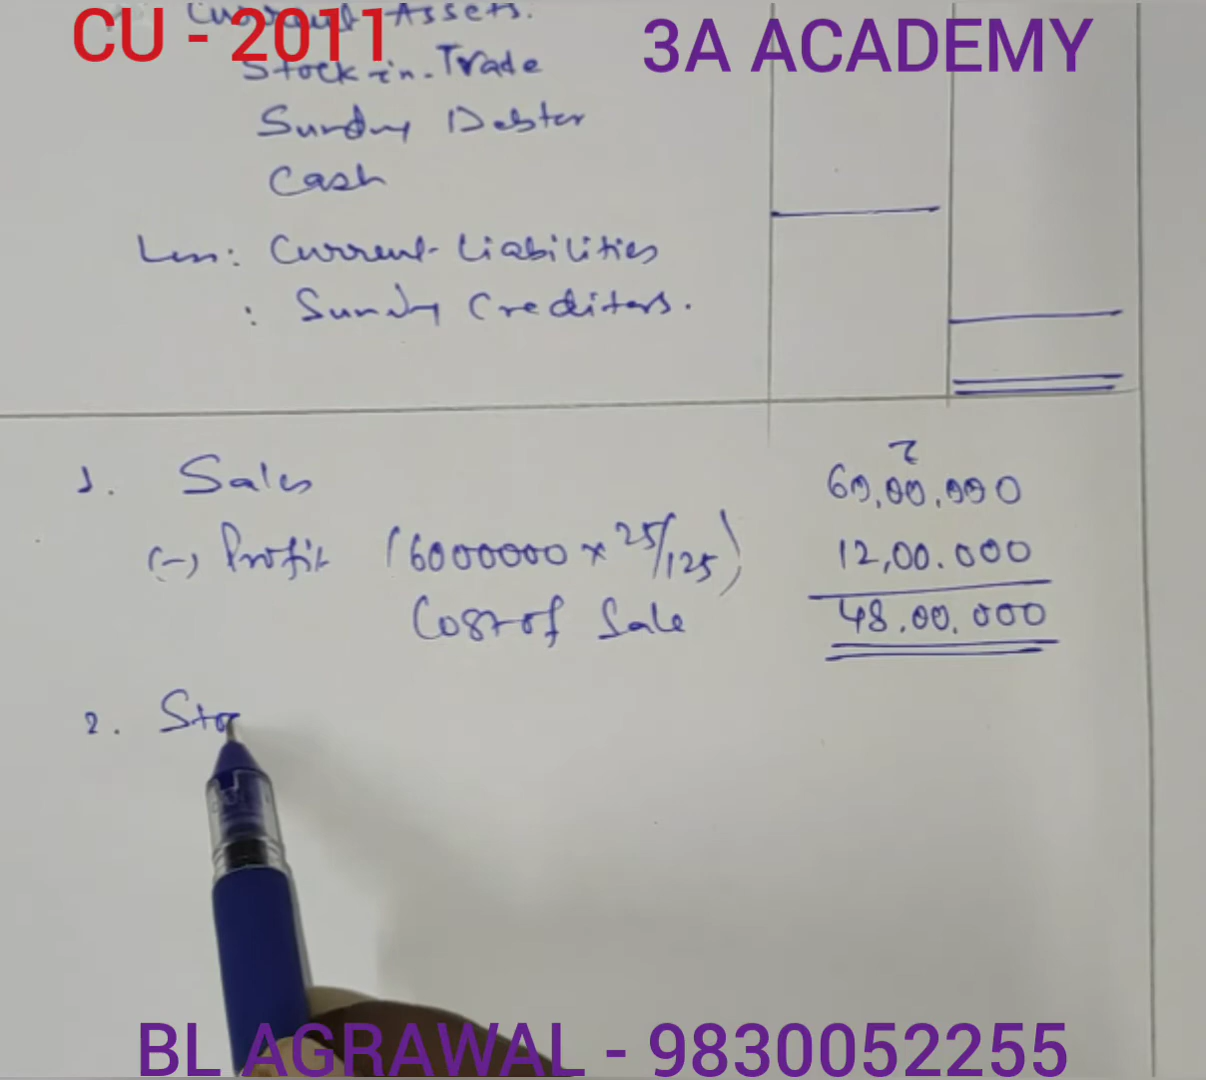 Current Assets.
CU - 2011
3A ACADEMY
Stock-in-Trade
Sundry Debtor
Cash
Less: Current Liabilities
: Sundry Creditors.
₹
1. Sales 60,00,000
(-) Profit (6000000 x 25/125) 12,00.000
Cost of Sale 48.00.000
2. Sto
BL AGRAWAL - 9830052255